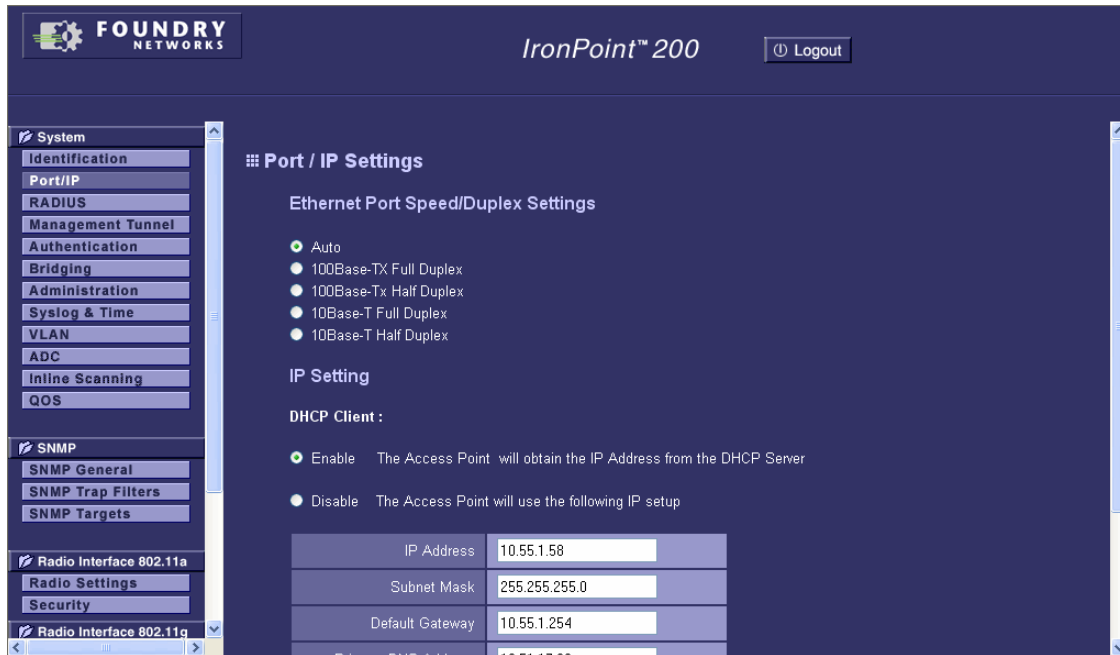 FOUNDRY
NETWORKS
IronPoint™ 200
Logout
System
Identification
Port/IP
RADIUS
Management Tunnel
Authentication
Bridging
Administration
Syslog & Time
VLAN
ADC
Inline Scanning
QOS
SNMP
SNMP General
SNMP Trap Filters
SNMP Targets
Radio Interface 802.11a
Radio Settings
Security
Radio Interface 802.11g
Port / IP Settings
Ethernet Port Speed/Duplex Settings
Auto
100Base-TX Full Duplex
100Base-Tx Half Duplex
10Base-T Full Duplex
10Base-T Half Duplex
IP Setting
DHCP Client :
Enable The Access Point will obtain the IP Address from the DHCP Server
Disable The Access Point will use the following IP setup
IP Address 10.55.1.58
Subnet Mask 255.255.255.0
Default Gateway 10.55.1.254